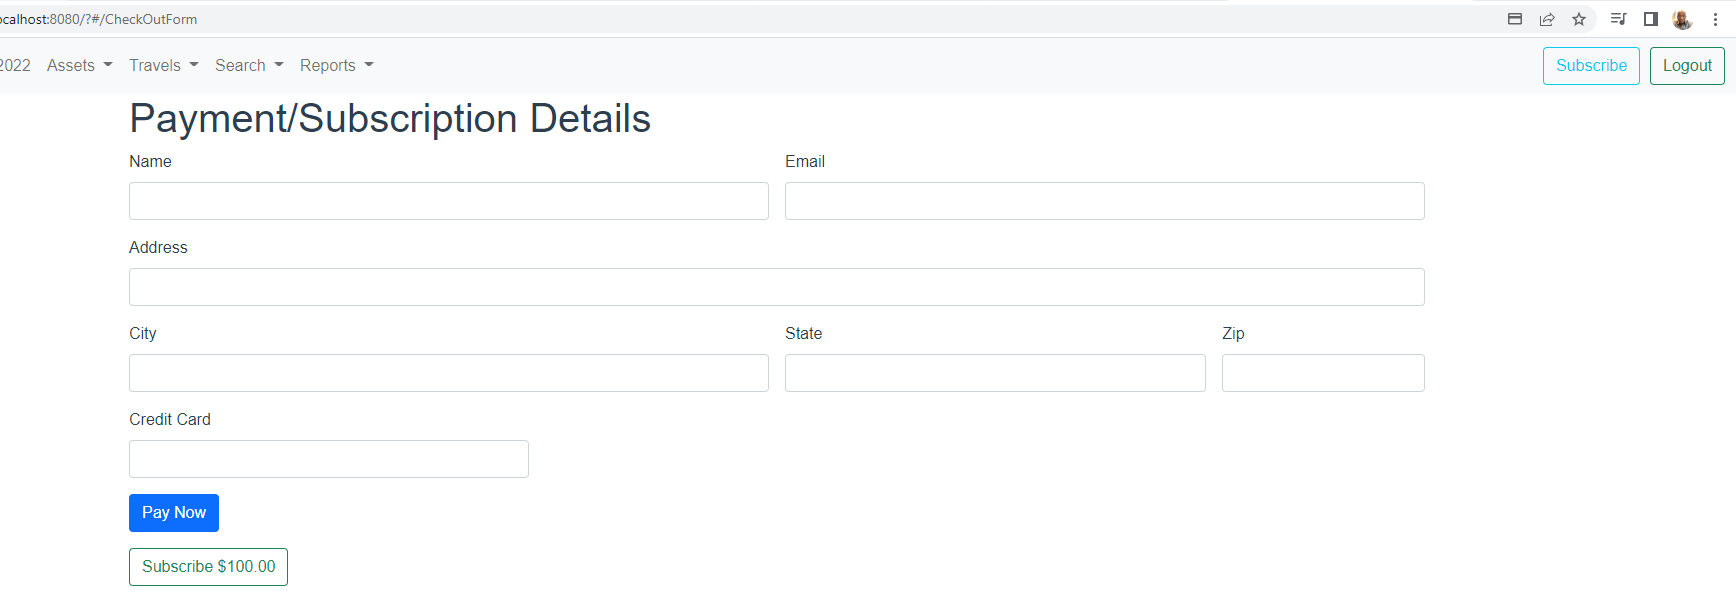 ocalhost:8080/?#/CheckOutForm
2022 Assets Travels Search Reports Subscribe Logout
Payment/Subscription Details
Name Email
Address
City State Zip
Credit Card
Pay Now
Subscribe $100.00